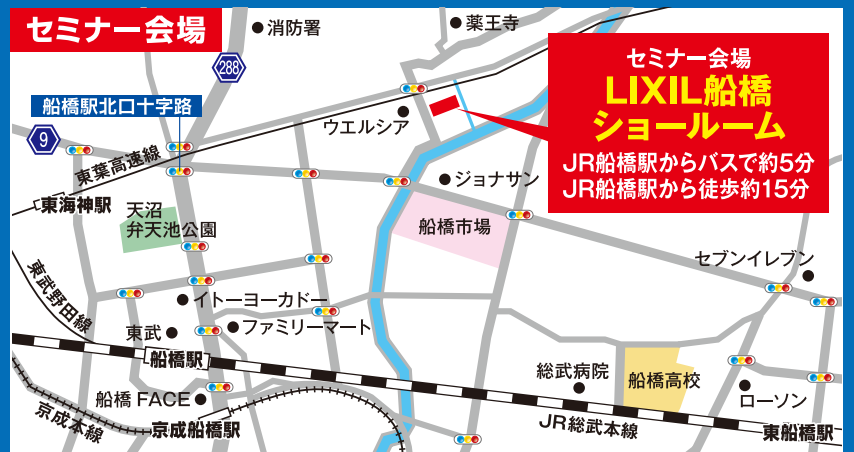 セミナー会場
消防署
薬王寺
288
セミナー会場
LIXIL船橋
ショールーム
JR船橋駅からバスで約5分
JR船橋駅から徒歩約15分
船橋駅北口十字路
ウエルシア
9
東葉高速線
ジョナサン
東海神駅
天沼
弁天池公園
船橋市場
セブンイレブン
東武野田線
イトーヨーカドー
東武
ファミリーマート
船橋駅
総武病院
船橋高校
船橋 FACE
ローソン
京成本線
京成船橋駅
JR総武本線
東船橋駅